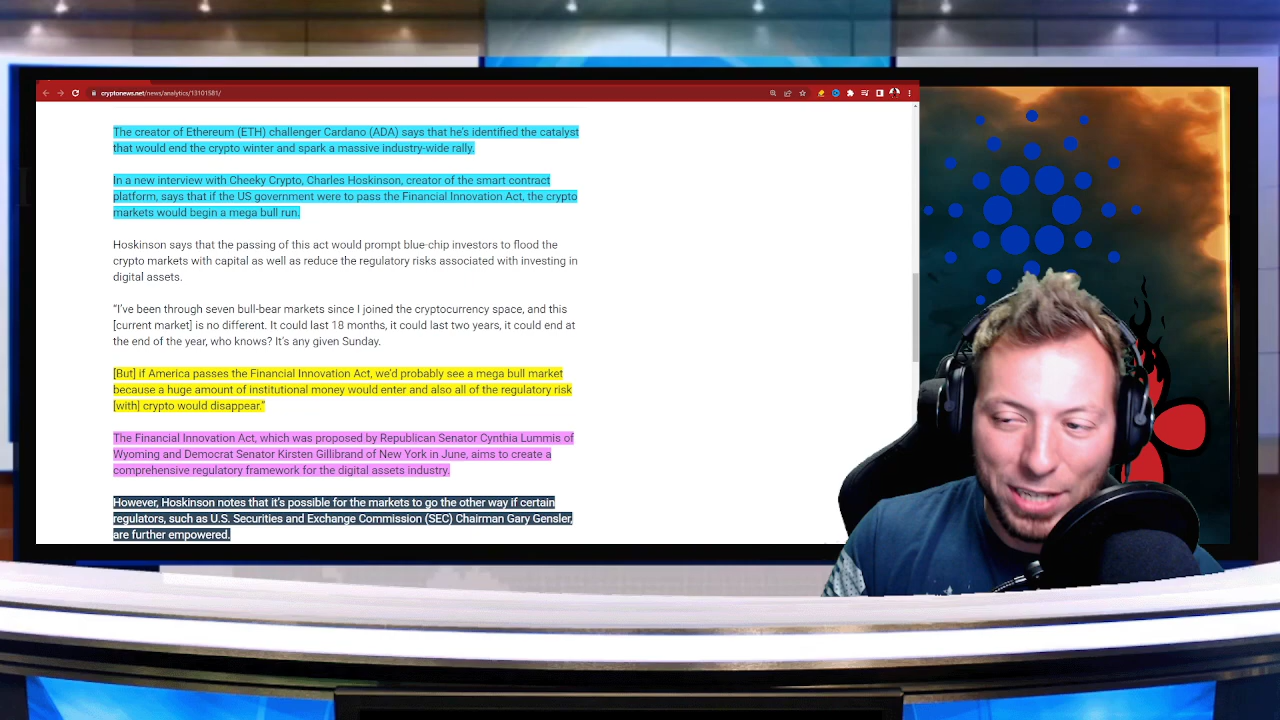 cryptonews.net/news/analytics/13101581/
The creator of Ethereum (ETH) challenger Cardano (ADA) says that he's identified the catalyst
that would end the crypto winter and spark a massive industry-wide rally.
In a new interview with Cheeky Crypto, Charles Hoskinson, creator of the smart contract
platform, says that if the US government were to pass the Financial Innovation Act, the crypto
markets would begin a mega bull run.
Hoskinson says that the passing of this act would prompt blue-chip investors to flood the
crypto markets with capital as well as reduce the regulatory risks associated with investing in
digital assets.
“I've been through seven bull-bear markets since I joined the cryptocurrency space, and this
[current market] is no different. It could last 18 months, it could last two years, it could end at
the end of the year, who knows? It's any given Sunday.
[But] if America passes the Financial Innovation Act, we'd probably see a mega bull market
because a huge amount of institutional money would enter and also all of the regulatory risk
[with] crypto would disappear.”
The Financial Innovation Act, which was proposed by Republican Senator Cynthia Lummis of
Wyoming and Democrat Senator Kirsten Gillibrand of New York in June, aims to create a
comprehensive regulatory framework for the digital assets industry.
However, Hoskinson notes that it's possible for the markets to go the other way if certain
regulators, such as U.S. Securities and Exchange Commission (SEC) Chairman Gary Gensler,
are further empowered.